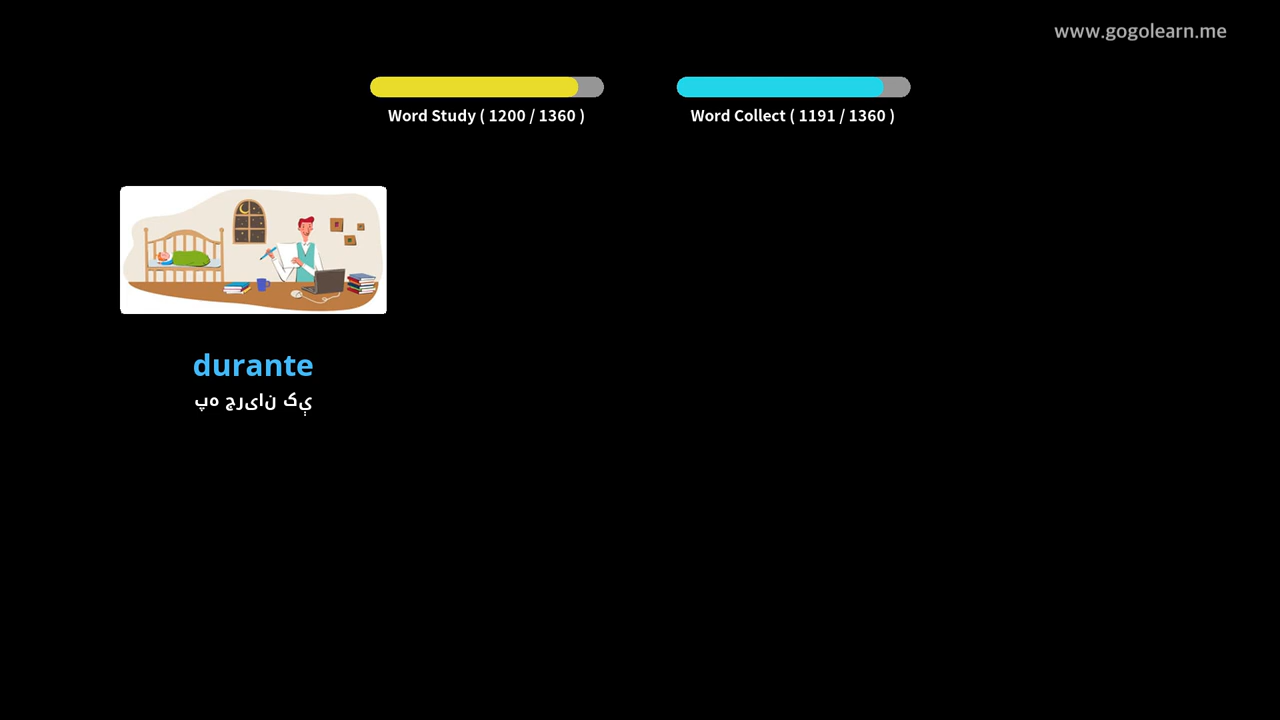 www.gogolearn.me
Word Study ( 1200 / 1360 )
Word Collect ( 1191 / 1360 )
durante
په جریان کې